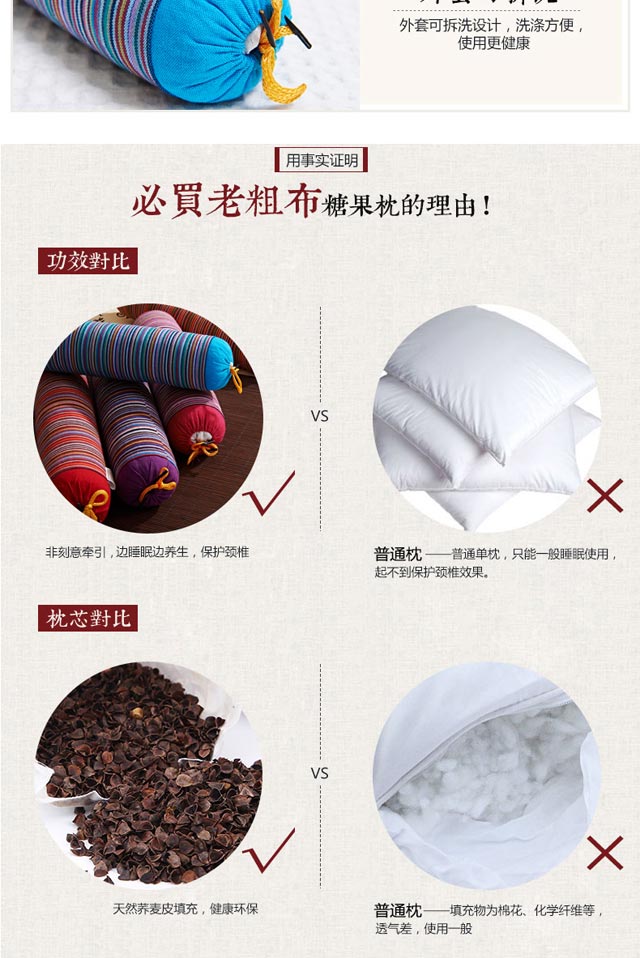 外套可拆洗设计，洗涤方便，
使用更健康
用事实证明
必買老粗布糖果枕的理由！
功效對比
VS
非刻意牵引，边睡眠边养生，保护颈椎
普通枕——普通单枕，只能一般睡眠使用，
起不到保护颈椎效果。
枕芯對比
VS
天然荞麦皮填充，健康环保
普通枕——填充物为棉花、化学纤维等，
透气差，使用一般